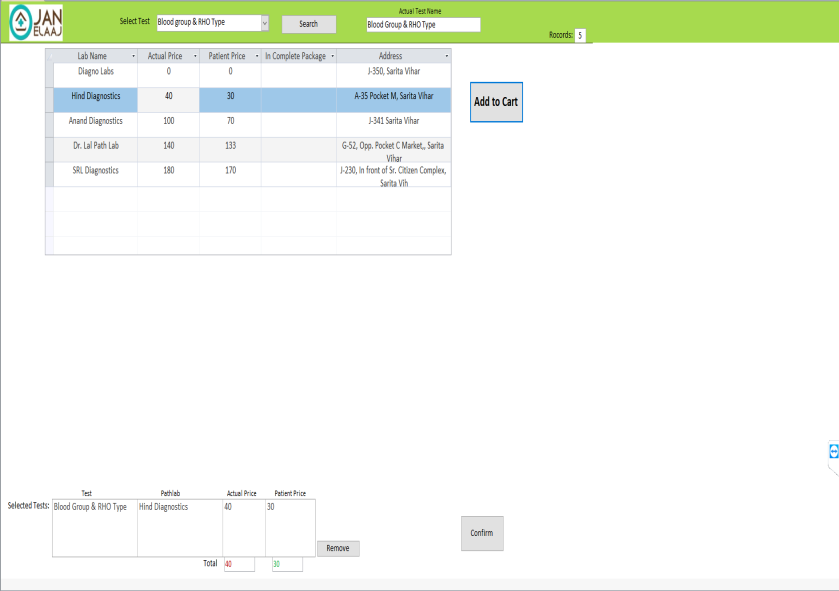 JAN
ELAAJ
Select Test Blood group & RHO Type Search
Actual Test Name
Blood Group & RHO Type
Rocords: 5
Lab Name Actual Price Patient Price In Complete Package Address
Diagno Labs 0 0 J-350, Sarita Vihar
Hind Diagnostics 40 30 A-35 Pocket M, Sarita Vihar
Anand Diagnostics 100 70 J-341 Sarita Vihar
Dr. Lal Path Lab 140 133 G-52, Opp. Pocket C Market,, Sarita
Vihar
SRL Diagnostics 180 170 J-230, In front of Sr. Citizen Complex,
Sarita Vih
Add to Cart
Test Pathlab Actual Price Patient Price
Selected Tests: Blood Group & RHO Type Hind Diagnostics 40 30
Remove
Total 40 30
Confirm